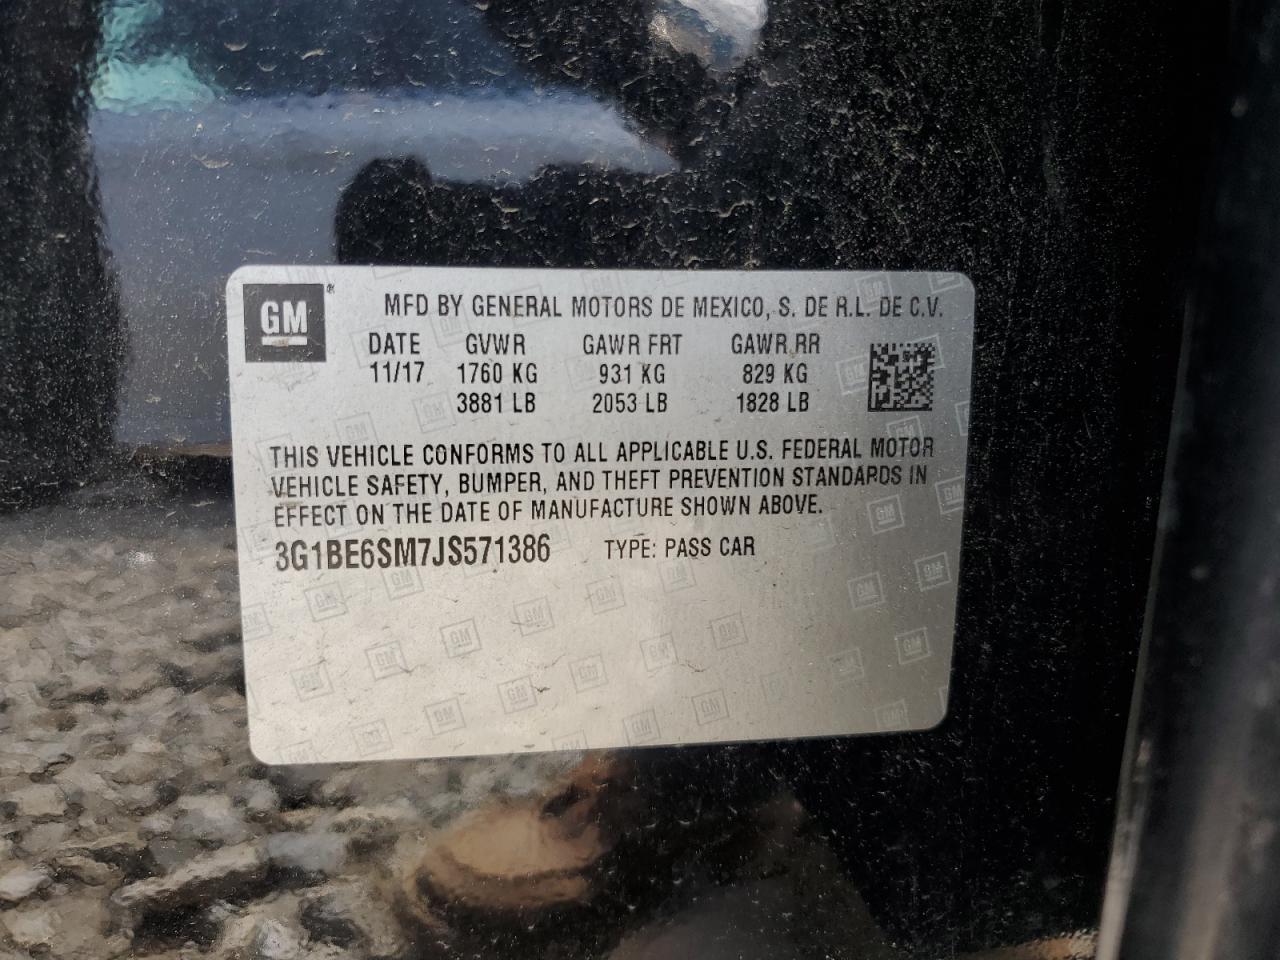 GM ®
MFD BY GENERAL MOTORS DE MEXICO, S. DE R.L. DE C.V.
DATE GVWR GAWR FRT GAWR RR
11/17 1760 KG 931 KG 829 KG
3881 LB 2053 LB 1828 LB
THIS VEHICLE CONFORMS TO ALL APPLICABLE U.S. FEDERAL MOTOR
VEHICLE SAFETY, BUMPER, AND THEFT PREVENTION STANDARDS IN
EFFECT ON THE DATE OF MANUFACTURE SHOWN ABOVE.
3G1BE6SM7JS571386 TYPE: PASS CAR